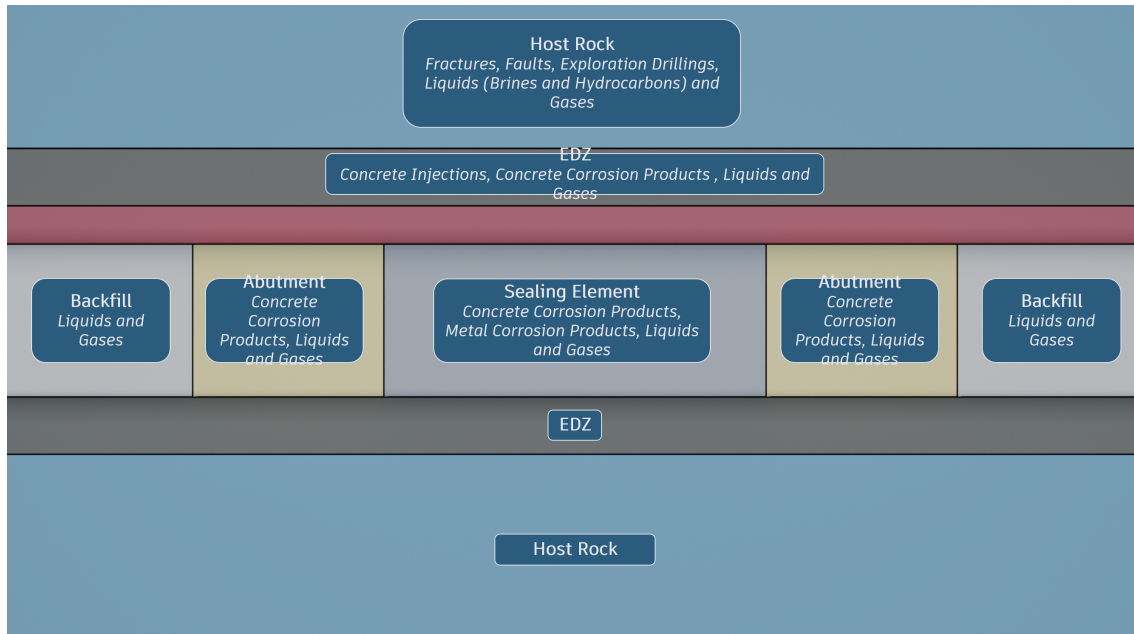 Host Rock
Fractures, Faults, Exploration Drillings,
Liquids (Brines and Hydrocarbons) and
Gases
EDZ
Concrete Injections, Concrete Corrosion Products , Liquids and
Gases
Backfill
Liquids and
Gases
Abutment
Concrete
Corrosion
Products, Liquids
and Gases
Sealing Element
Concrete Corrosion Products,
Metal Corrosion Products, Liquids
and Gases
Abutment
Concrete
Corrosion
Products, Liquids
and Gases
Backfill
Liquids and
Gases
EDZ
Host Rock